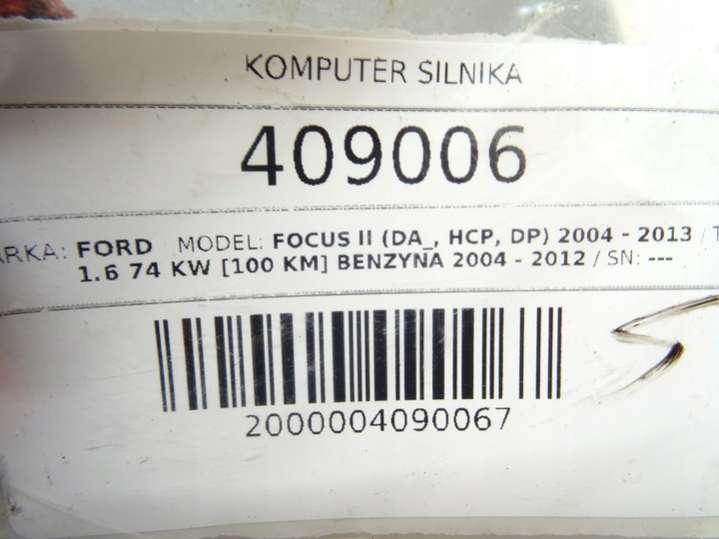 KOMPUTER SILNIKA
409006
ARKA: FORD MODEL: FOCUS II (DA_, HCP, DP) 2004 - 2013 / T
1.6 74 KW [100 KM] BENZYNA 2004 - 2012 / SN: ---
2000004090067